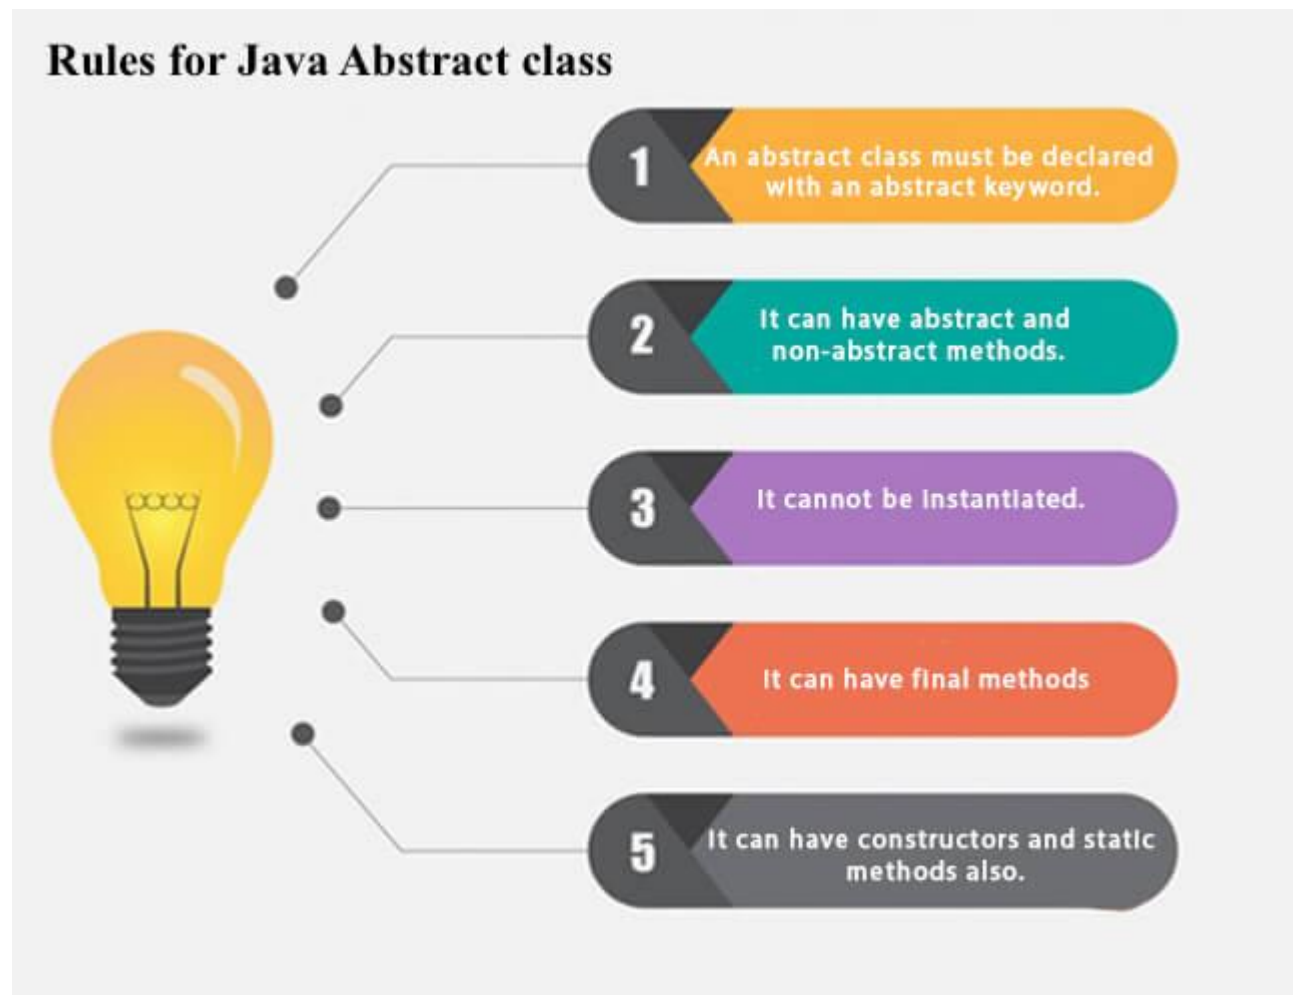 Rules for Java Abstract class
1
An abstract class must be declared
with an abstract keyword.
2
It can have abstract and
non-abstract methods.
3
It cannot be instantiated.
4
It can have final methods
5
It can have constructors and static
methods also.